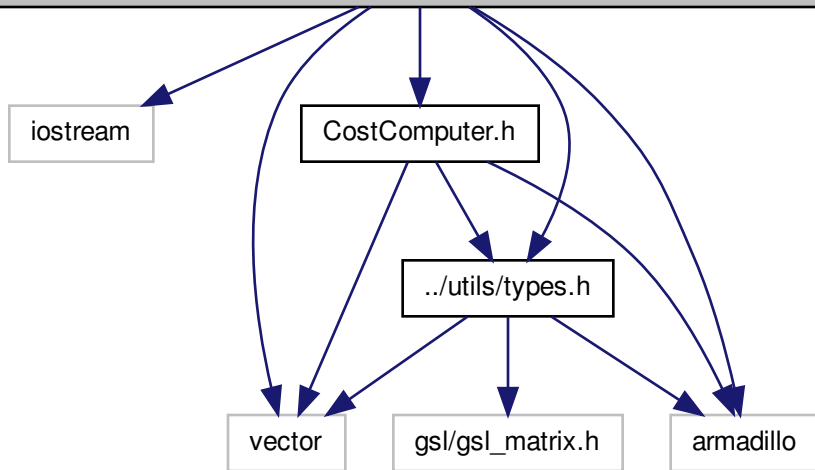 iostream
CostComputer.h
../utils/types.h
vector
gsl/gsl_matrix.h
armadillo